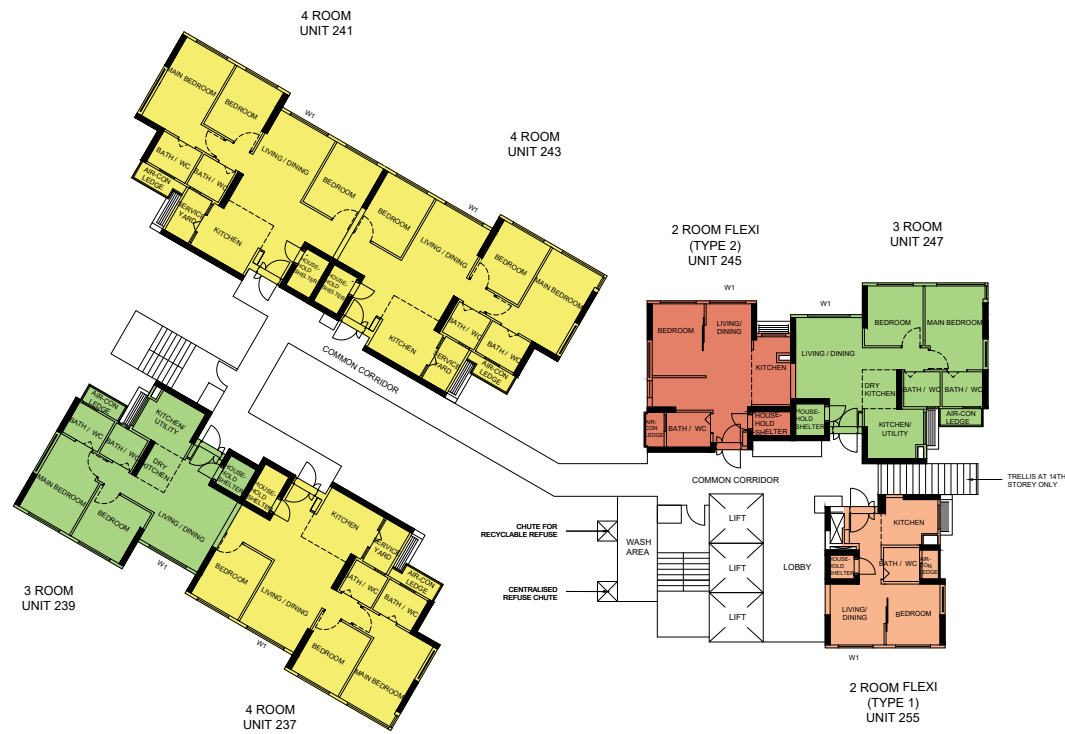 4 ROOM
UNIT 241
MAIN BEDROOM
BEDROOM
W1
LIVING / DINING
BEDROOM
BATH / WC
BATH / WC
AIR-CON
LEDGE
SERVICE
YARD
KITCHEN
HOUSE-
HOLD
SHELTER
4 ROOM
UNIT 243
W1
BEDROOM
LIVING / DINING
BEDROOM
MAIN BEDROOM
HOUSE-
HOLD
SHELTER
KITCHEN
BATH / WC
BATH / WC
SERVICE
YARD
AIR-CON
LEDGE
COMMON CORRIDOR
2 ROOM FLEXI
(TYPE 2)
UNIT 245
W1
BEDROOM
LIVING/
DINING
KITCHEN
AIR-
CON
LEDGE
BATH / WC
HOUSE-
HOLD
SHELTER
3 ROOM
UNIT 247
W1
BEDROOM
MAIN BEDROOM
LIVING / DINING
DRY
KITCHEN
BATH / WC
BATH / WC
AIR-CON
LEDGE
HOUSE-
HOLD
SHELTER
KITCHEN/
UTILITY
TRELLIS AT 14TH
STOREY ONLY
AIR-CON
LEDGE
KITCHEN/
UTILITY
BATH / WC
BATH / WC
DRY
KITCHEN
HOUSE-
HOLD
SHELTER
MAIN BEDROOM
BEDROOM
LIVING / DINING
W1
3 ROOM
UNIT 239
HOUSE-
HOLD
SHELTER
KITCHEN
SERVICE
YARD
AIR-CON
LEDGE
BATH / WC
BATH / WC
BEDROOM
LIVING / DINING
W1
BEDROOM
MAIN BEDROOM
4 ROOM
UNIT 237
COMMON CORRIDOR
CHUTE FOR
RECYCLABLE REFUSE
CENTRALISED
REFUSE CHUTE
WASH
AREA
LIFT
LIFT
LIFT
LOBBY
KITCHEN
HOUSE-
HOLD
SHELTER
BATH / WC
AIR-
CON
LEDGE
LIVING/
DINING
BEDROOM
W1
2 ROOM FLEXI
(TYPE 1)
UNIT 255